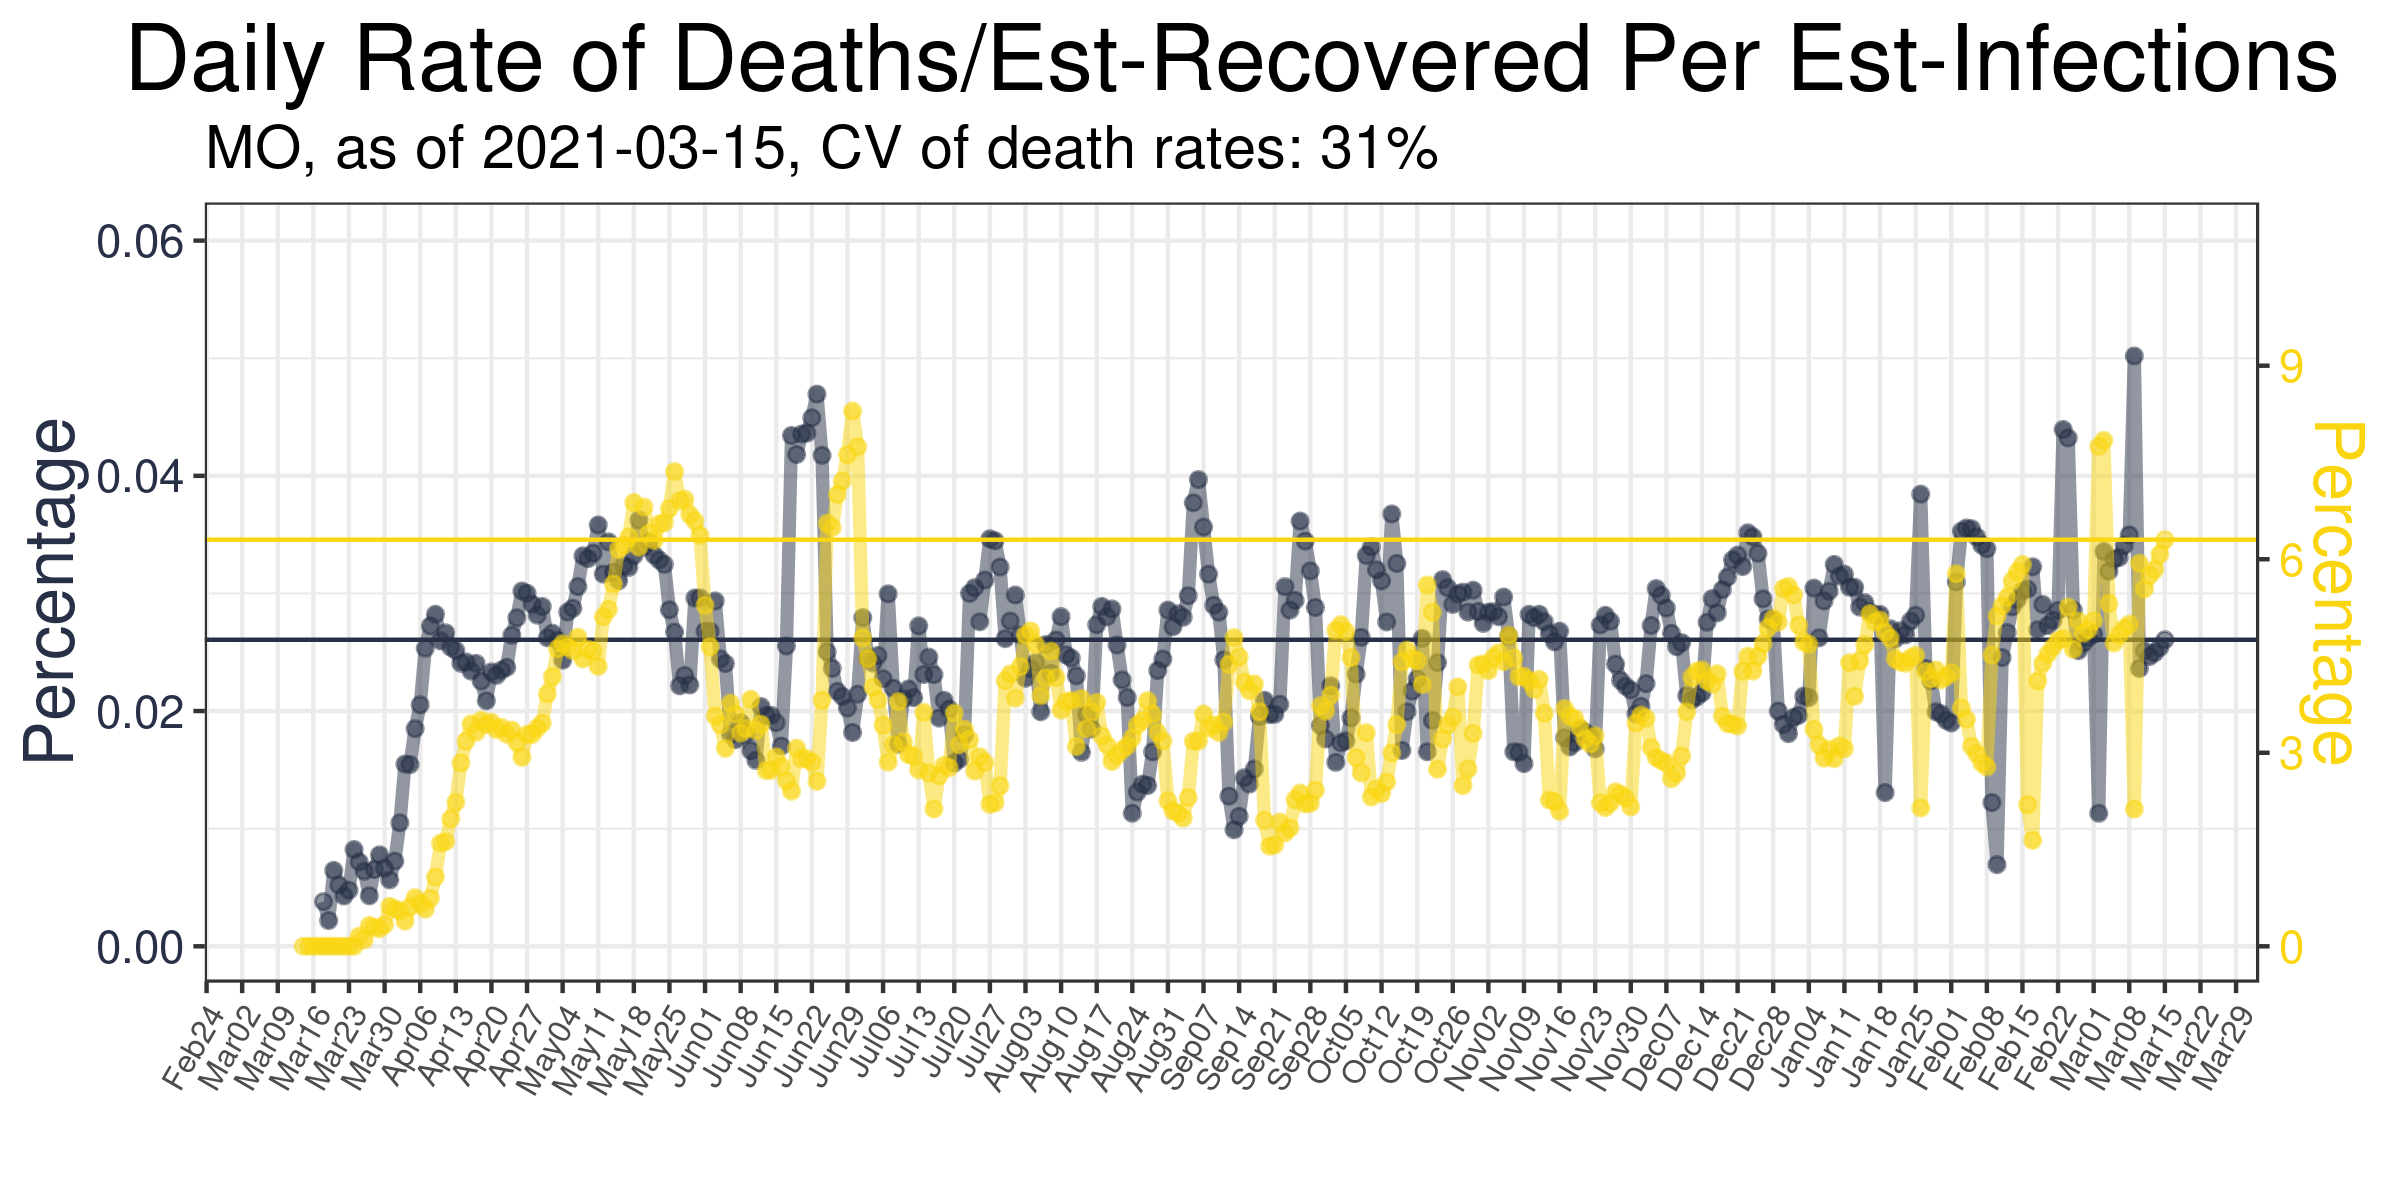 Daily Rate of Deaths/Est-Recovered Per Est-Infections
MO, as of 2021-03-15, CV of death rates: 31%
Percentage
0.06
0.04
0.02
0.00
9
6
3
0
Percentage
Feb24
Mar02
Mar09
Mar16
Mar23
Mar30
Apr06
Apr13
Apr20
Apr27
May04
May11
May18
May25
Jun01
Jun08
Jun15
Jun22
Jun29
Jul06
Jul13
Jul20
Jul27
Aug03
Aug10
Aug17
Aug24
Aug31
Sep07
Sep14
Sep21
Sep28
Oct05
Oct12
Oct19
Oct26
Nov02
Nov09
Nov16
Nov23
Nov30
Dec07
Dec14
Dec21
Dec28
Jan04
Jan11
Jan18
Jan25
Feb01
Feb08
Feb15
Feb22
Mar01
Mar08
Mar15
Mar22
Mar29